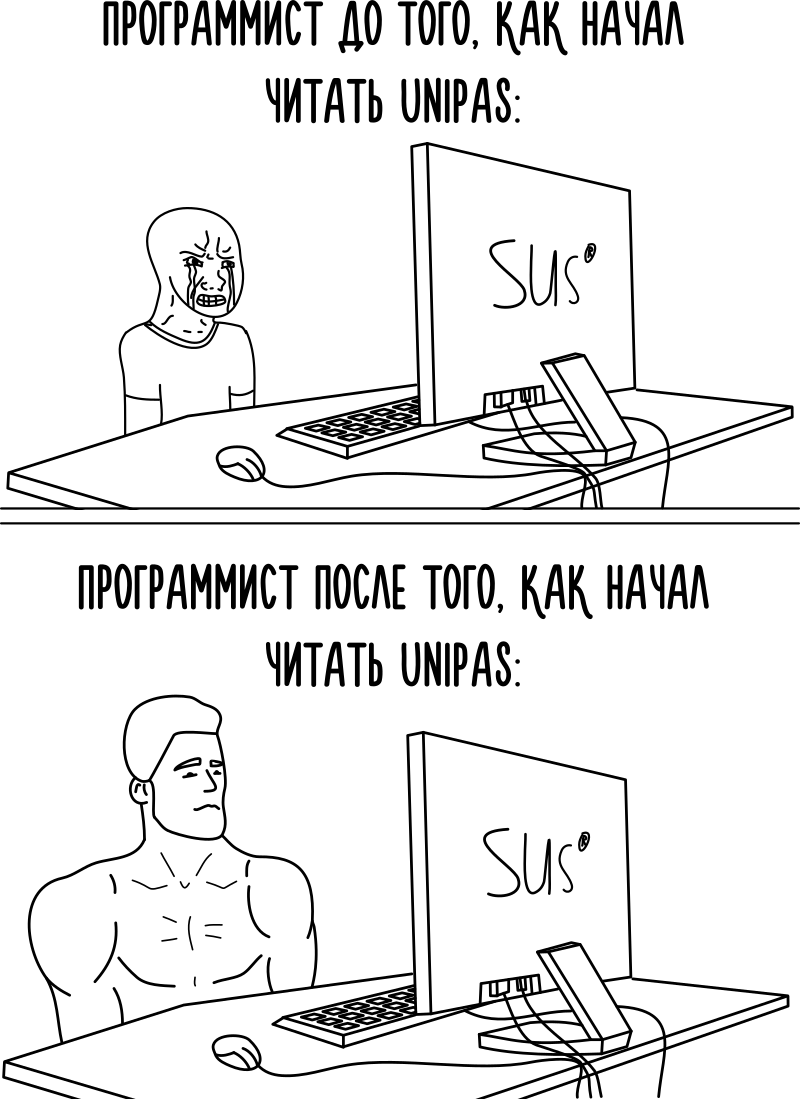 ПРОГРАММИСТ ДО ТОГО, КАК НАЧАЛ
ЧИТАТЬ UNIPAS:
SUS®
ПРОГРАММИСТ ПОСЛЕ ТОГО, КАК НАЧАЛ
ЧИТАТЬ UNIPAS:
SUS®